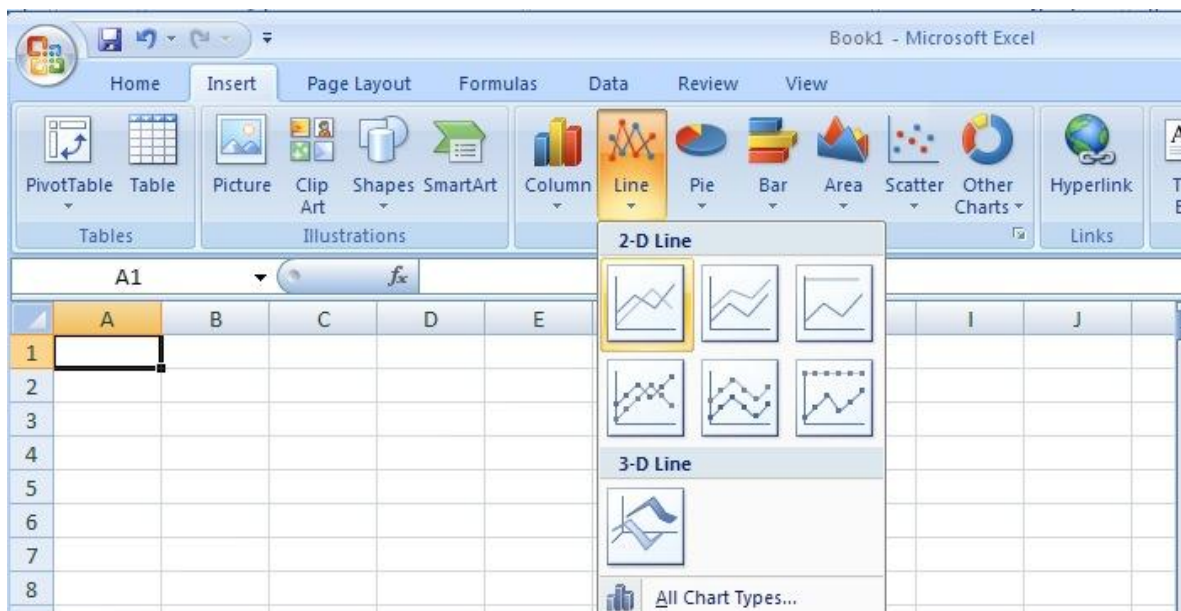 Book1 - Microsoft Excel
Home Insert Page Layout Formulas Data Review View
PivotTable Table Picture Clip Art Shapes SmartArt Column Line Pie Bar Area Scatter Other Charts Hyperlink
Tables Illustrations Links
2-D Line
A1 fx
A B C D E I J
1
2
3
4
5
6
7
8
3-D Line
All Chart Types...